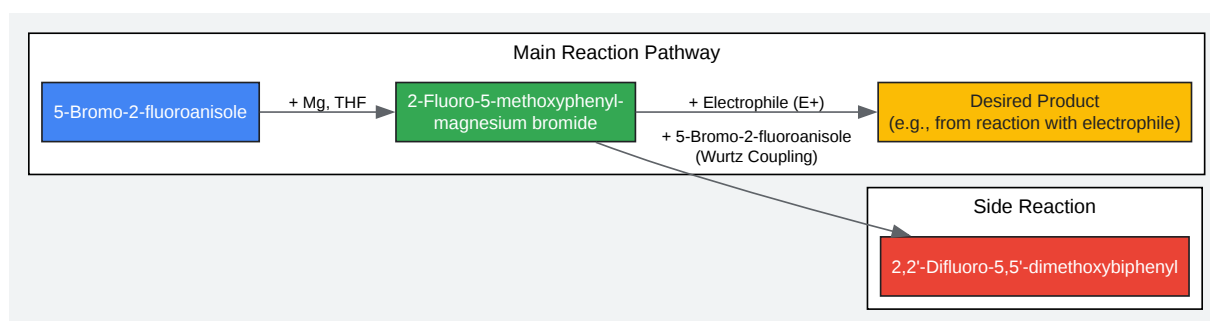 Main Reaction Pathway
5-Bromo-2-fluoroanisole
+ Mg, THF
2-Fluoro-5-methoxyphenyl-
magnesium bromide
+ Electrophile (E+)
Desired Product
(e.g., from reaction with electrophile)
+ 5-Bromo-2-fluoroanisole
(Wurtz Coupling)
Side Reaction
2,2'-Difluoro-5,5'-dimethoxybiphenyl